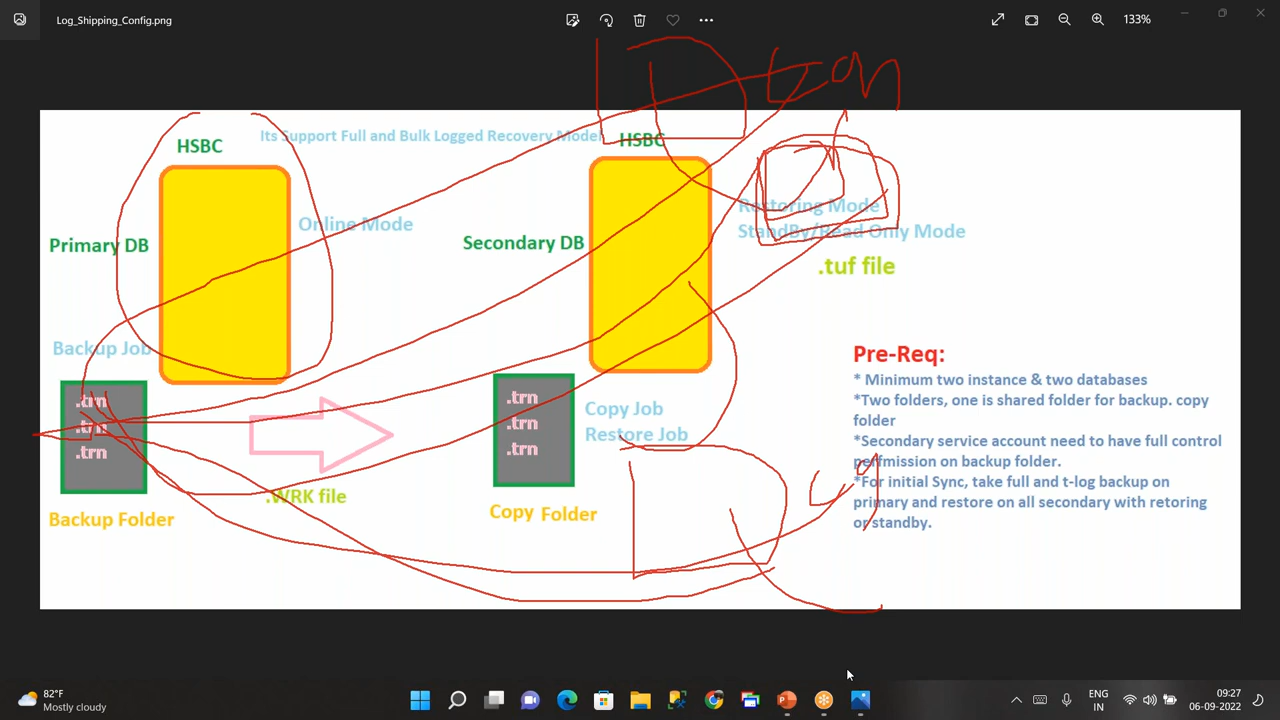 Log_Shipping_Config.png
133%
HSBC
Its Support Full and Bulk Logged Recovery Model
HSBC
Online Mode
Primary DB
Secondary DB
Restoring Mode
StandBy/Read Only Mode
.tuf file
Backup Job
.trn
.trn
.trn
.WRK file
Backup Folder
.trn
.trn
.trn
Copy Job
Restore Job
Copy Folder
Pre-Req:
* Minimum two instance & two databases
*Two folders, one is shared folder for backup. copy
folder
*Secondary service account need to have full control
permission on backup folder.
*For initial Sync, take full and t-log backup on
primary and restore on all secondary with retoring
or standby.
82°F
Mostly cloudy
ENG
IN
09:27
06-09-2022